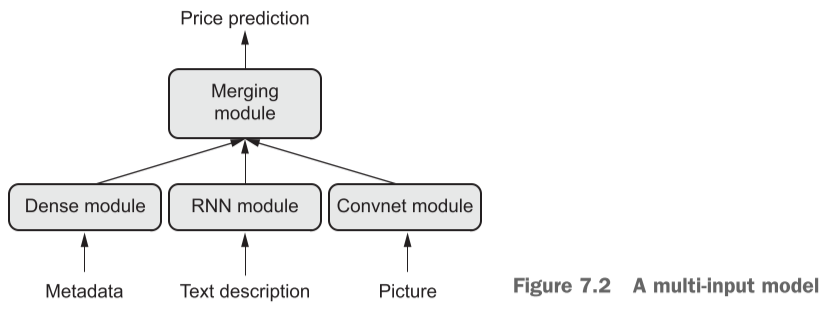 Price prediction
Merging
module
Dense module
RNN module
Convnet module
Metadata
Text description
Picture
Figure 7.2 A multi-input model